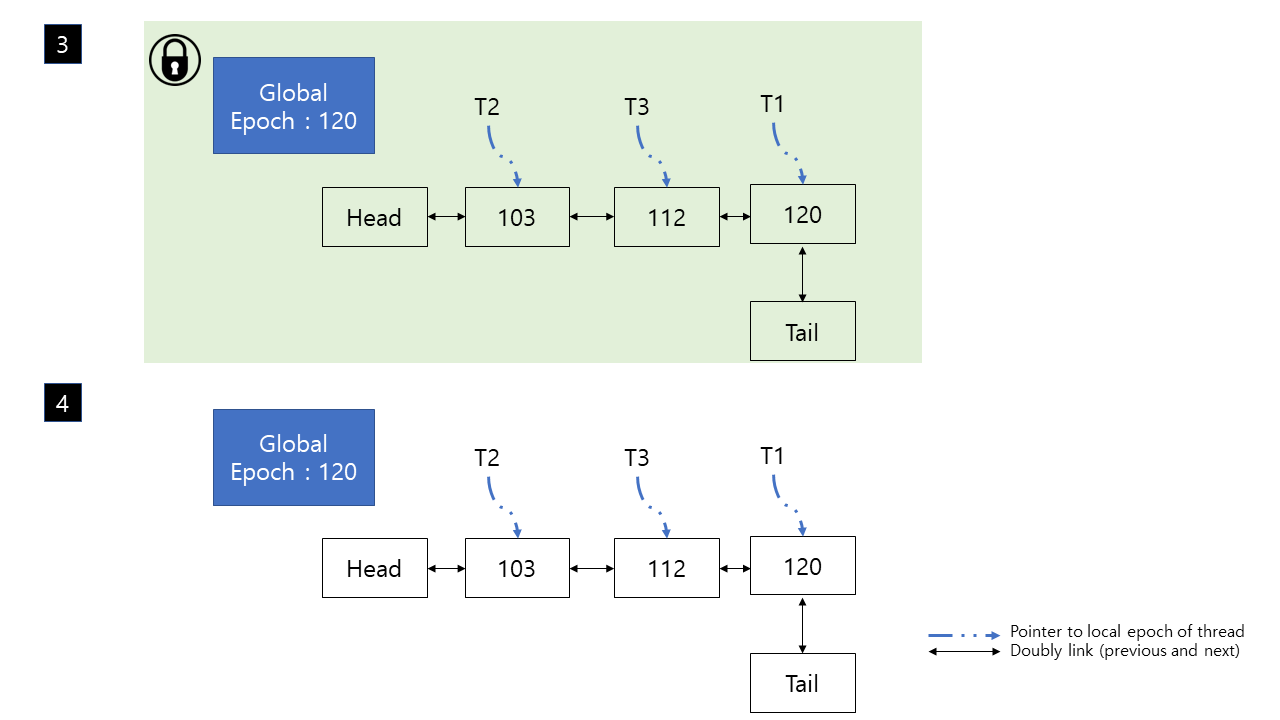 3
Global
Epoch : 120
T2
T3
T1
Head
103
112
120
Tail
4
Global
Epoch : 120
T2
T3
T1
Head
103
112
120
Tail
Pointer to local epoch of thread
Doubly link (previous and next)